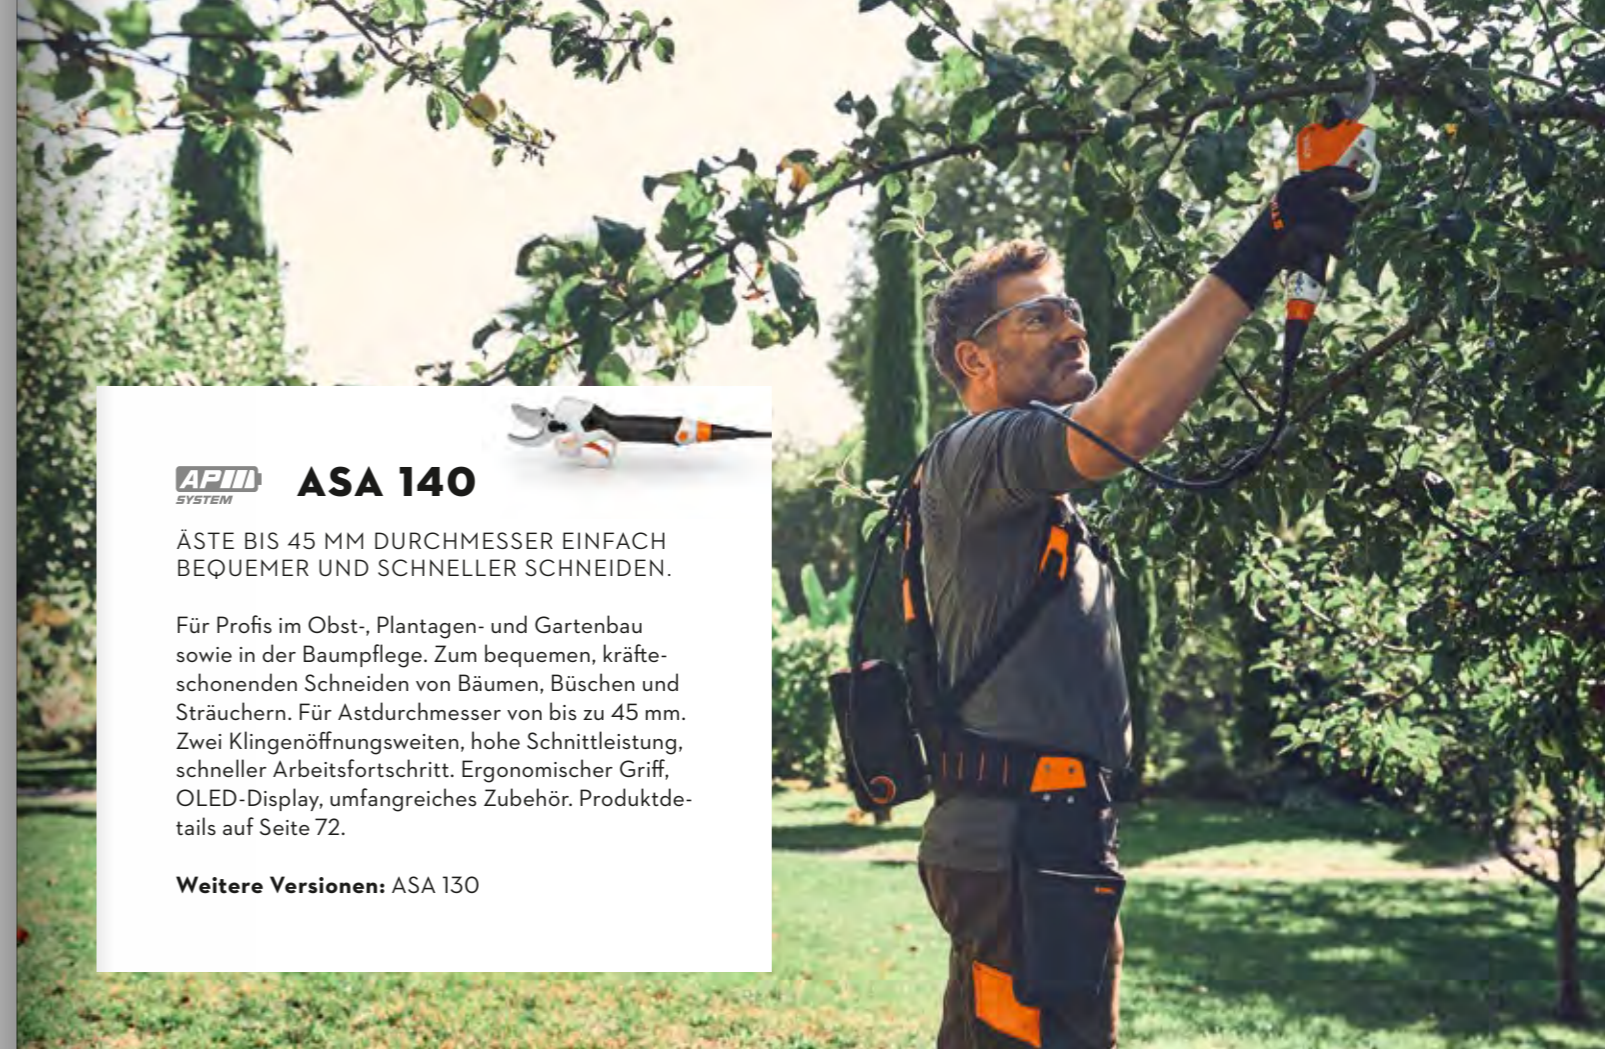 AP
SYSTEM
ASA 140
ÄSTE BIS 45 MM DURCHMESSER EINFACH
BEQUEMER UND SCHNELLER SCHNEIDEN.
Für Profis im Obst-, Plantagen- und Gartenbau
sowie in der Baumpflege. Zum bequemen, kräfte-
schonenden Schneiden von Bäumen, Büschen und
Sträuchern. Für Astdurchmesser von bis zu 45 mm.
Zwei Klingenöffnungsweiten, hohe Schnittleistung,
schneller Arbeitsfortschritt. Ergonomischer Griff,
OLED-Display, umfangreiches Zubehör. Produktde-
tails auf Seite 72.
Weitere Versionen: ASA 130